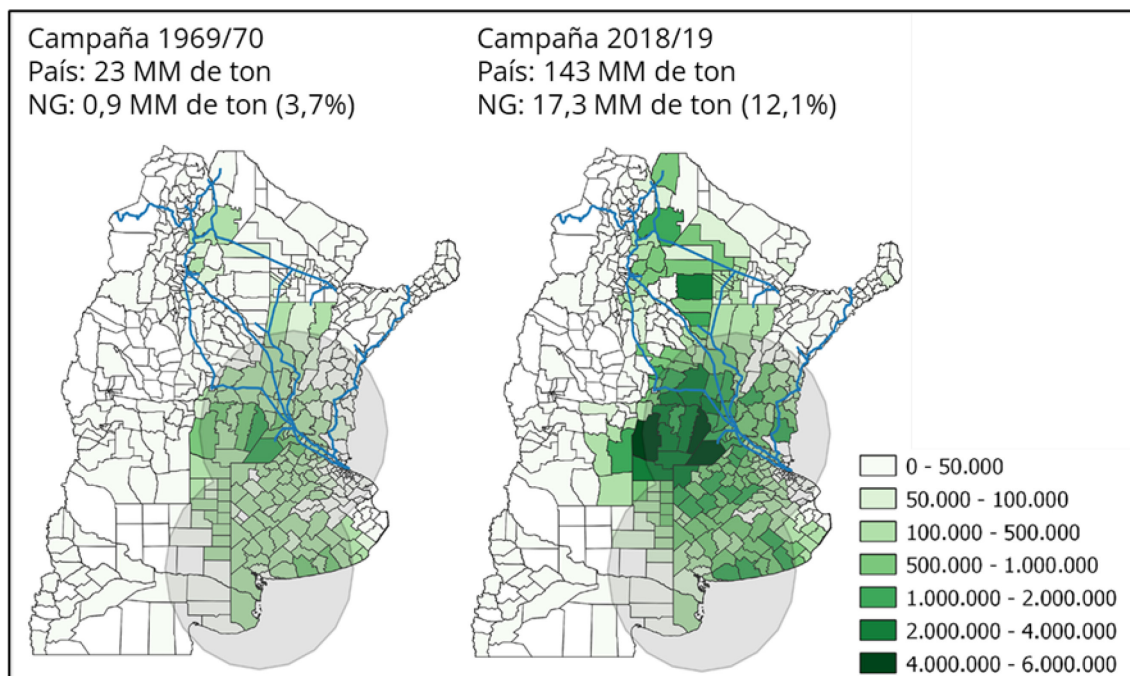 Campaña 1969/70
País: 23 MM de ton
NG: 0,9 MM de ton (3,7%)
Campaña 2018/19
País: 143 MM de ton
NG: 17,3 MM de ton (12,1%)
0 - 50.000
50.000 - 100.000
100.000 - 500.000
500.000 - 1.000.000
1.000.000 - 2.000.000
2.000.000 - 4.000.000
4.000.000 - 6.000.000